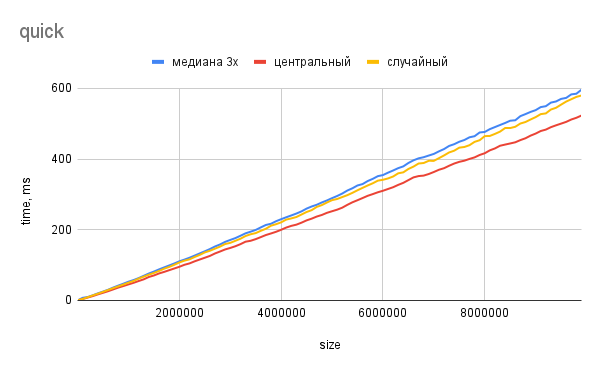 quick
медиана 3х
центральный
случайный
600
400
200
0
time, ms
2000000
4000000
6000000
8000000
size